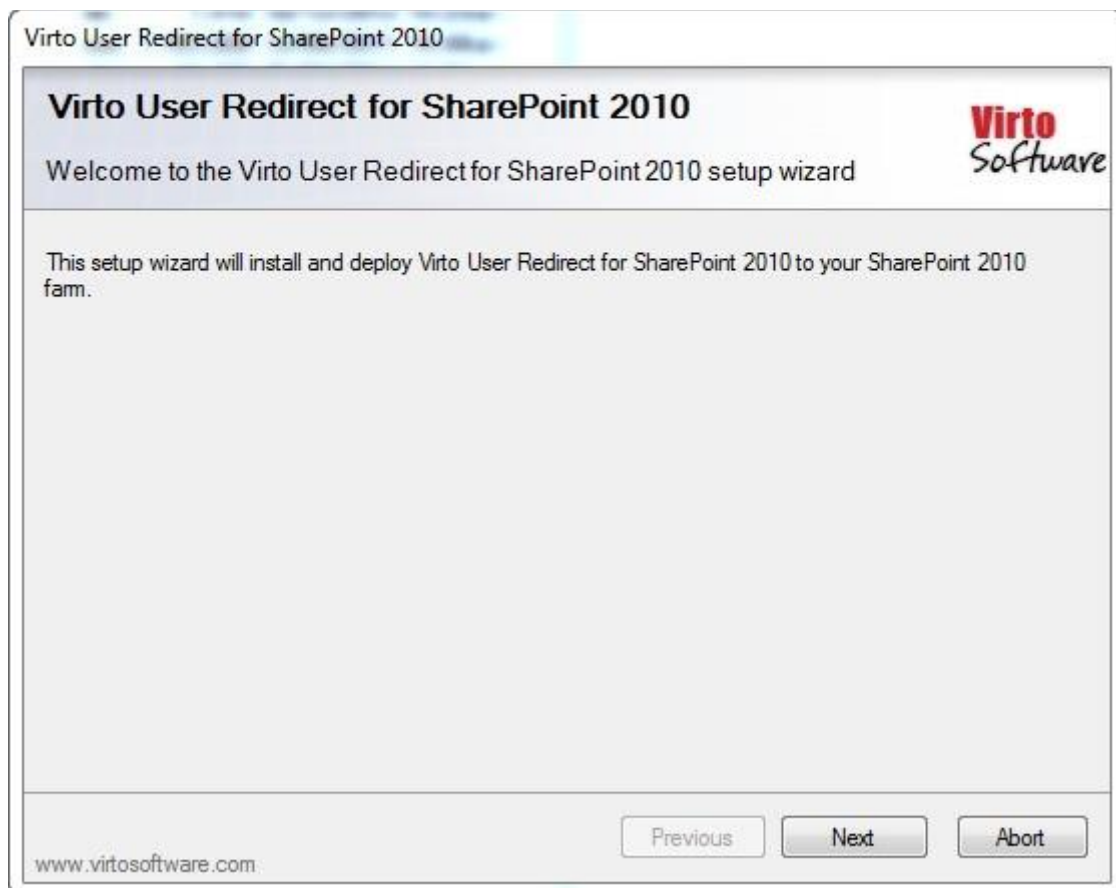 Virto User Redirect for SharePoint 2010
Virto User Redirect for SharePoint 2010
Virto
Software
Welcome to the Virto User Redirect for SharePoint 2010 setup wizard
This setup wizard will install and deploy Virto User Redirect for SharePoint 2010 to your SharePoint 2010
farm.
Previous Next Abort
www.virtosoftware.com